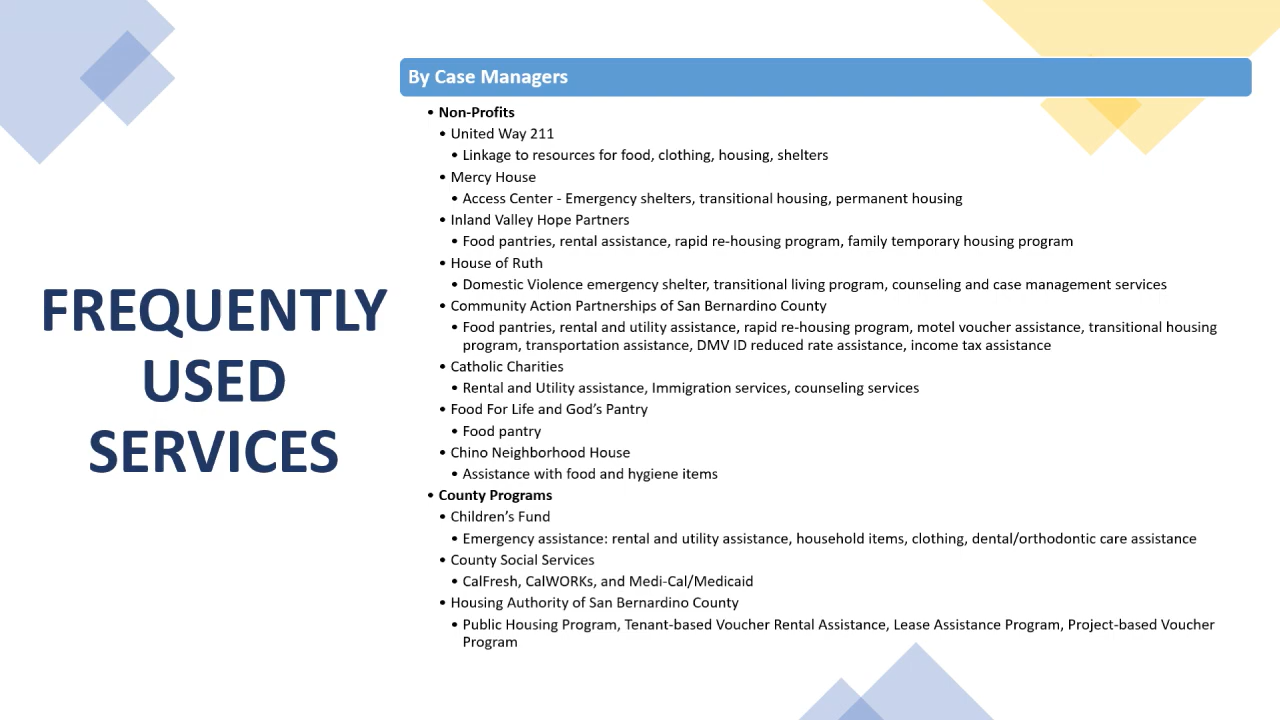 FREQUENTLY
USED
SERVICES
By Case Managers
• Non-Profits
• United Way 211
• Linkage to resources for food, clothing, housing, shelters
• Mercy House
• Access Center - Emergency shelters, transitional housing, permanent housing
• Inland Valley Hope Partners
• Food pantries, rental assistance, rapid re-housing program, family temporary housing program
• House of Ruth
• Domestic Violence emergency shelter, transitional living program, counseling and case management services
• Community Action Partnerships of San Bernardino County
• Food pantries, rental and utility assistance, rapid re-housing program, motel voucher assistance, transitional housing
program, transportation assistance, DMV ID reduced rate assistance, income tax assistance
• Catholic Charities
• Rental and Utility assistance, Immigration services, counseling services
• Food For Life and God’s Pantry
• Food pantry
• Chino Neighborhood House
• Assistance with food and hygiene items
• County Programs
• Children’s Fund
• Emergency assistance: rental and utility assistance, household items, clothing, dental/orthodontic care assistance
• County Social Services
• CalFresh, CalWORKs, and Medi-Cal/Medicaid
• Housing Authority of San Bernardino County
• Public Housing Program, Tenant-based Voucher Rental Assistance, Lease Assistance Program, Project-based Voucher
Program